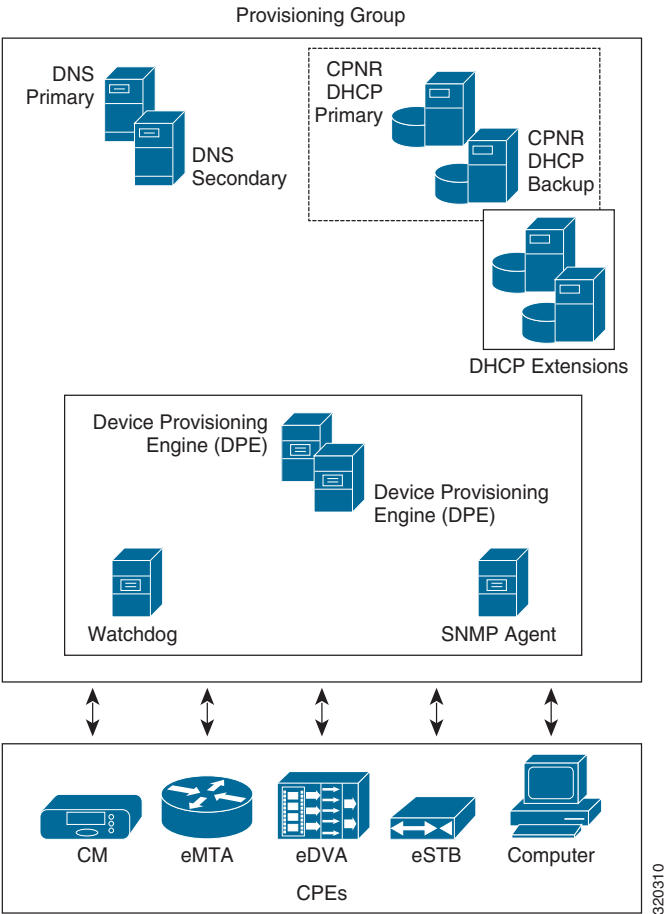 Provisioning Group
DNS
Primary
DNS
Secondary
CPNR
DHCP
Primary
CPNR
DHCP
Backup
DHCP Extensions
Device Provisioning
Engine (DPE)
Device Provisioning
Engine (DPE)
Watchdog
SNMP Agent
CM
eMTA
eDVA
eSTB
Computer
CPEs
320310